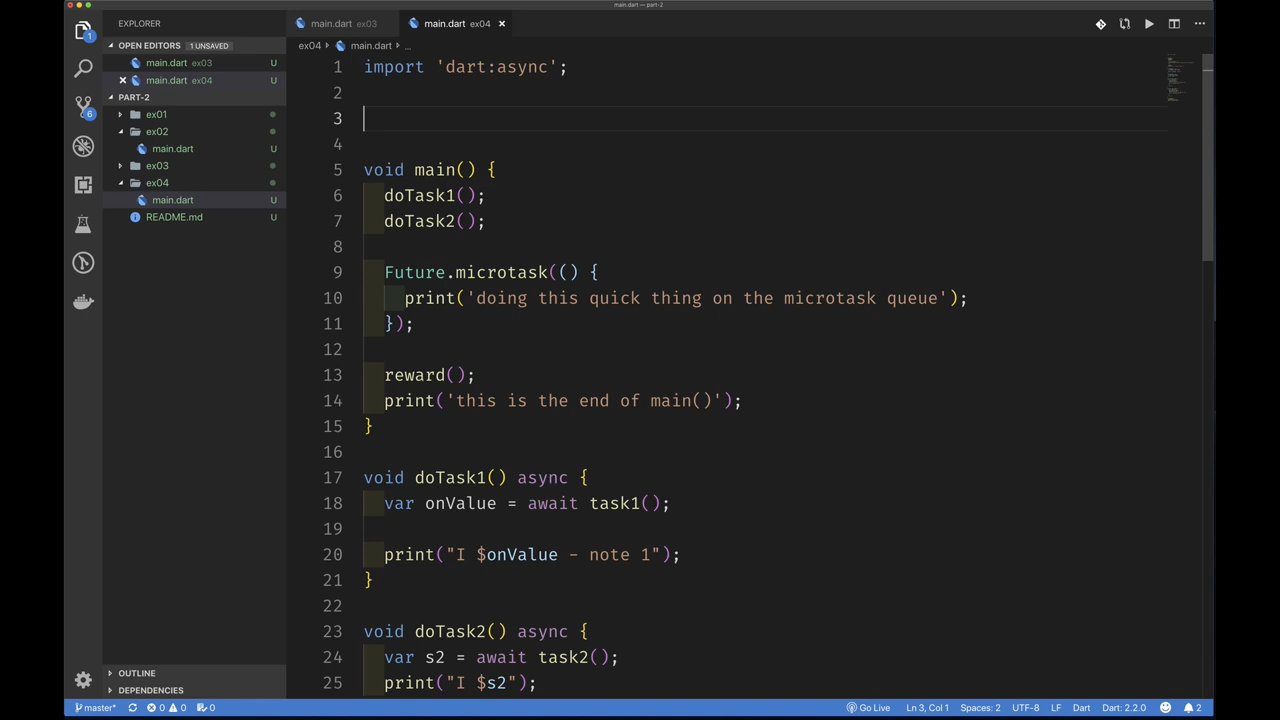 main.dart — part-2
EXPLORER
OPEN EDITORS 1 UNSAVED
main.dart ex03 U
main.dart ex04 U
PART-2
ex01
ex02
main.dart U
ex03
ex04
main.dart U
README.md U
OUTLINE
DEPENDENCIES
1
6
main.dart ex03
main.dart ex04
ex04 main.dart ...
1 import 'dart:async';
2
3
4
5 void main() {
6 doTask1();
7 doTask2();
8
9 Future.microtask(() {
10 print('doing this quick thing on the microtask queue');
11 });
12
13 reward();
14 print('this is the end of main()');
15 }
16
17 void doTask1() async {
18 var onValue = await task1();
19
20 print("I $onValue - note 1");
21 }
22
23 void doTask2() async {
24 var s2 = await task2();
25 print("I $s2");
master* 0 0 0 Go Live Ln 3, Col 1 Spaces: 2 UTF-8 LF Dart Dart: 2.2.0 2